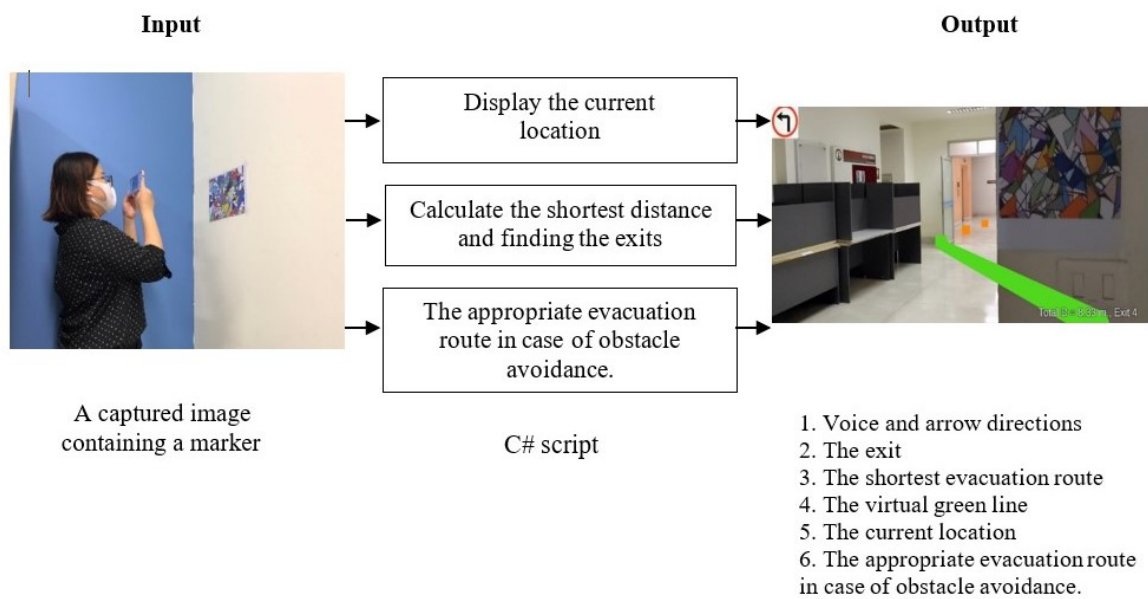 Input
Output
Display the current
location
Calculate the shortest distance
and finding the exits
The appropriate evacuation
route in case of obstacle
avoidance.
A captured image
containing a marker
C# script
Exit 4
1. Voice and arrow directions
2. The exit
3. The shortest evacuation route
4. The virtual green line
5. The current location
6. The appropriate evacuation route
in case of obstacle avoidance.